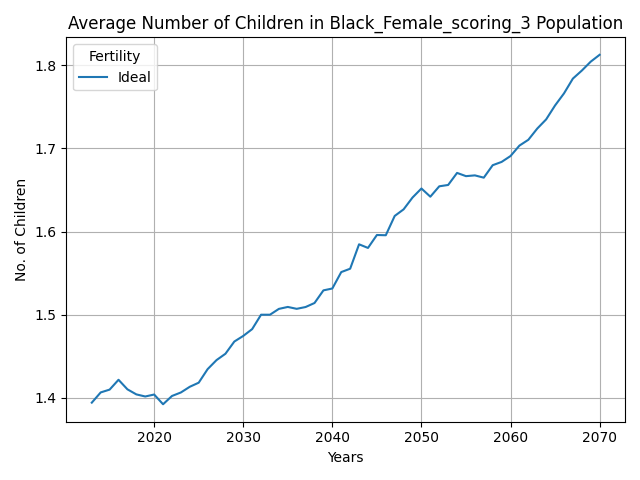 Average Number of Children in Black_Female_scoring_3 Population
Fertility
Ideal
1.8
1.7
1.6
1.5
1.4
No. of Children
2020 2030 2040 2050 2060 2070
Years